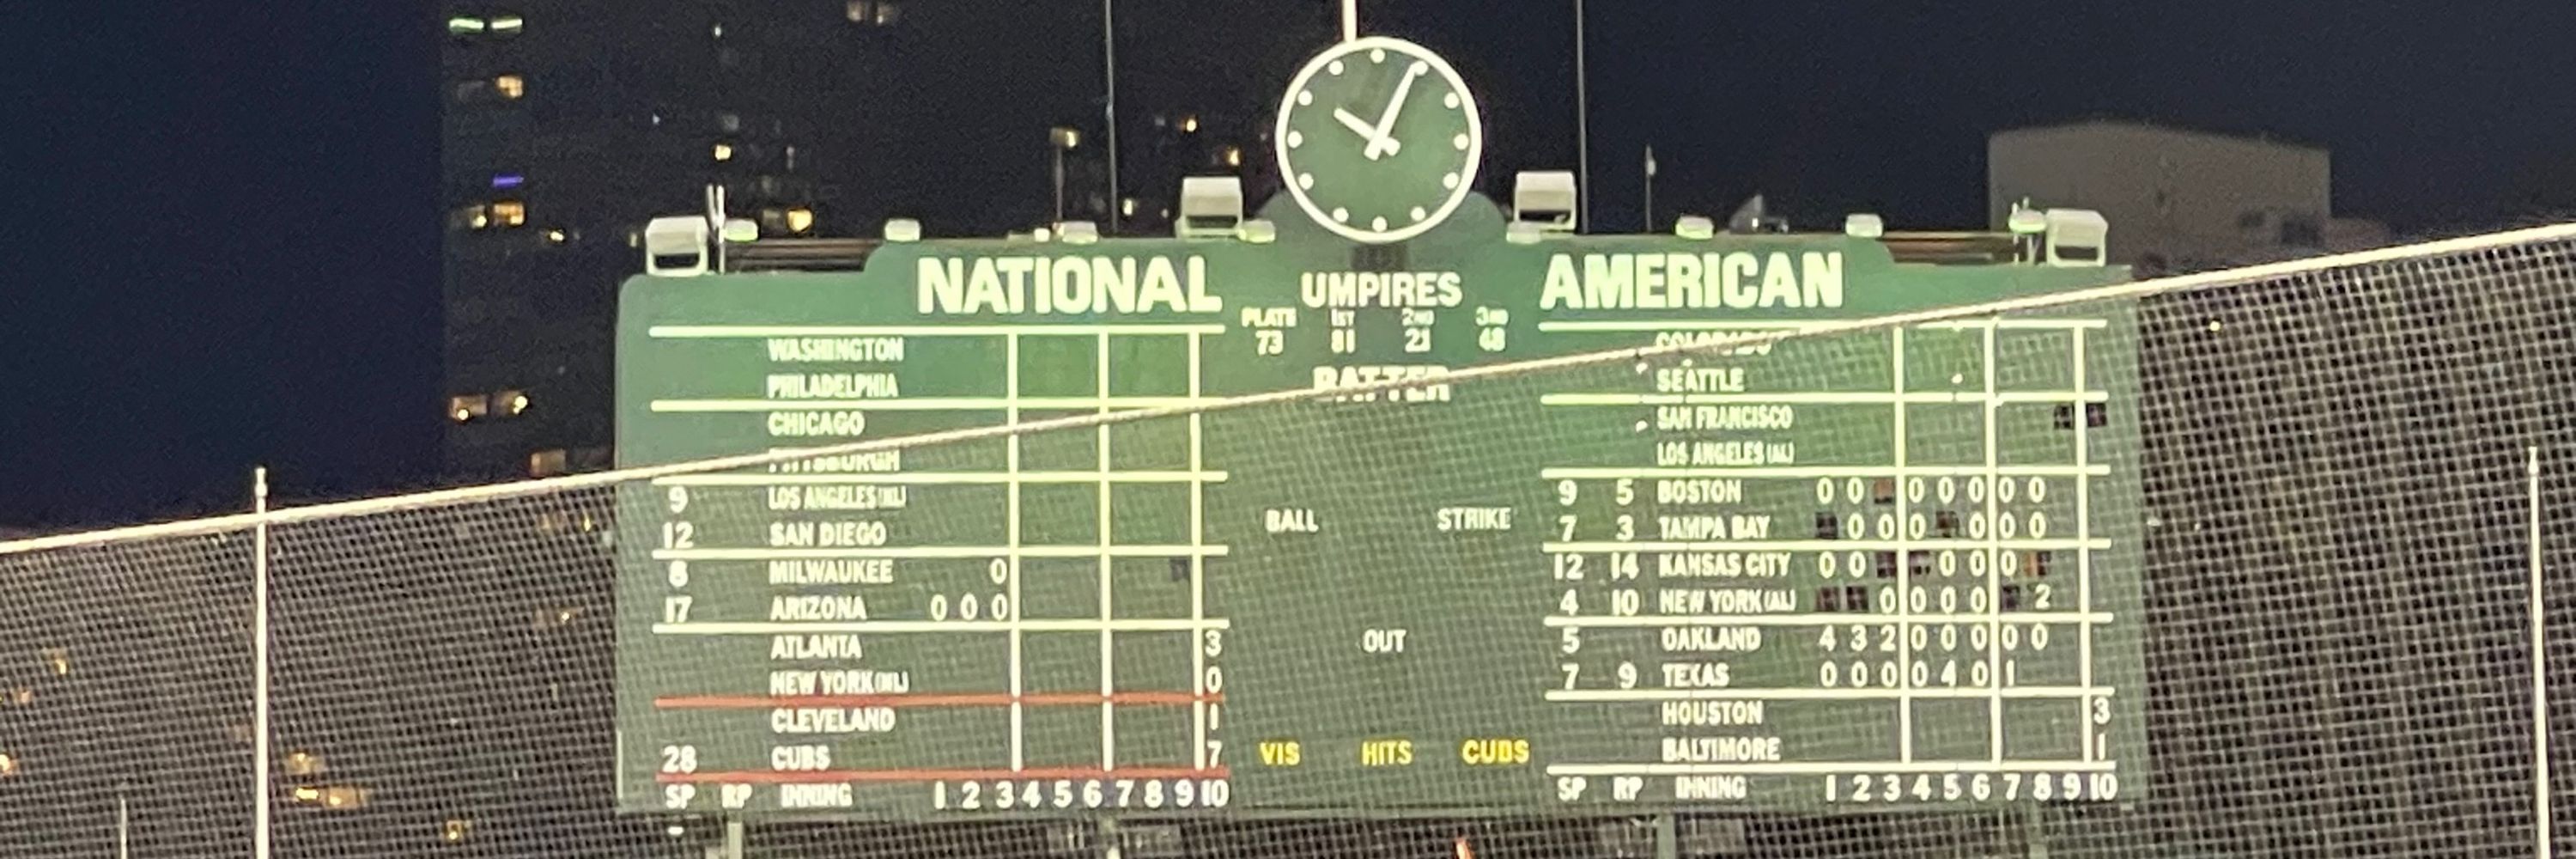 NATIONAL
UMPIRES
PLATE 1ST 2ND 3RD
73 81 21 48
BATTER
WASHINGTON
PHILADELPHIA
CHICAGO
PITTSBURGH
9 LOS ANGELES (NL)
12 SAN DIEGO
8 MILWAUKEE 0
17 ARIZONA 0 0 0
ATLANTA 3
NEW YORK (NL) 0
CLEVELAND 1
28 CUBS 7
SP RP INNING 1 2 3 4 5 6 7 8 9 10
BALL STRIKE
OUT
VIS HITS CUBS
AMERICAN
COLORADO
SEATTLE
SAN FRANCISCO
LOS ANGELES (AL)
9 5 BOSTON 0 0 0 0 0 0 0
7 3 TAMPA BAY 0 0 0 0 0 0
12 14 KANSAS CITY 0 0 0 0 0
4 10 NEW YORK (AL) 0 0 0 0 2
5 OAKLAND 4 3 2 0 0 0 0 0
7 9 TEXAS 0 0 0 0 4 0 1
HOUSTON 3
BALTIMORE 1
SP RP INNING 1 2 3 4 5 6 7 8 9 10